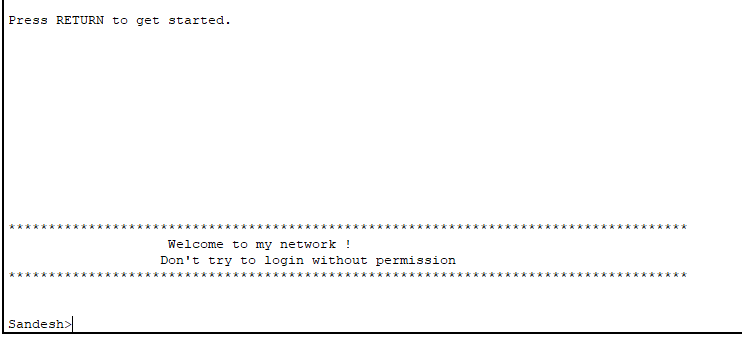 Press RETURN to get started.
*************************************************************************************
Welcome to my network !
Don't try to login without permission
*************************************************************************************
Sandesh>